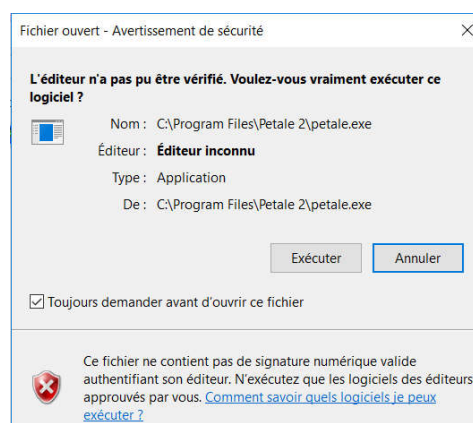 Fichier ouvert - Avertissement de sécurité
L'éditeur n'a pas pu être vérifié. Voulez-vous vraiment exécuter ce
logiciel ?
Nom : C:\Program Files\Petale 2\petale.exe
Éditeur : Éditeur inconnu
Type : Application
De : C:\Program Files\Petale 2\petale.exe
Exécuter Annuler
Toujours demander avant d'ouvrir ce fichier
Ce fichier ne contient pas de signature numérique valide
authentifiant son éditeur. N'exécutez que les logiciels des éditeurs
approuvés par vous. Comment savoir quels logiciels je peux
exécuter ?